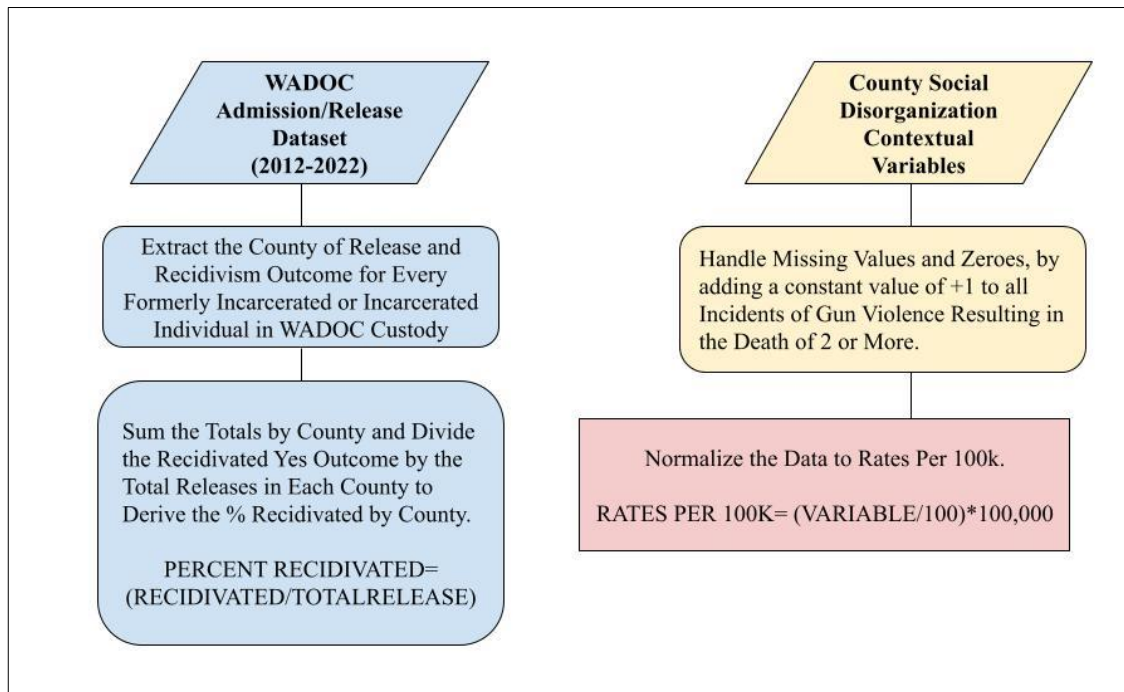 WADOC
Admission/Release
Dataset
(2012-2022)
Extract the County of Release and
Recidivism Outcome for Every
Formerly Incarcerated or Incarcerated
Individual in WADOC Custody
Sum the Totals by County and Divide
the Recidivated Yes Outcome by the
Total Releases in Each County to
Derive the % Recidivated by County.
PERCENT RECIDIVATED=
(RECIDIVATED/TOTALRELEASE)
County Social
Disorganization
Contextual
Variables
Handle Missing Values and Zeroes, by
adding a constant value of +1 to all
Incidents of Gun Violence Resulting in
the Death of 2 or More.
Normalize the Data to Rates Per 100k.
RATES PER 100K= (VARIABLE/100)*100,000